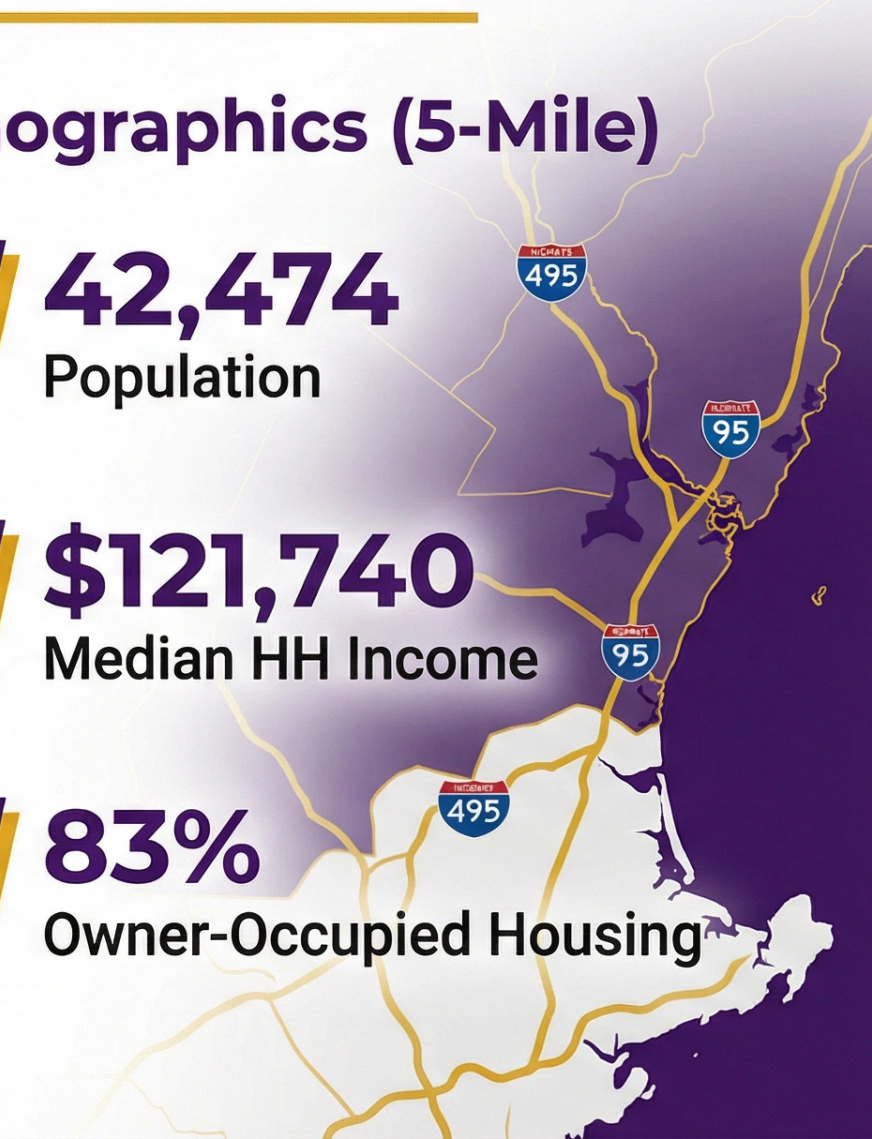 ographics (5-Mile)
42,474
Population
495
95
$121,740
Median HH Income
95
495
83%
Owner-Occupied Housing